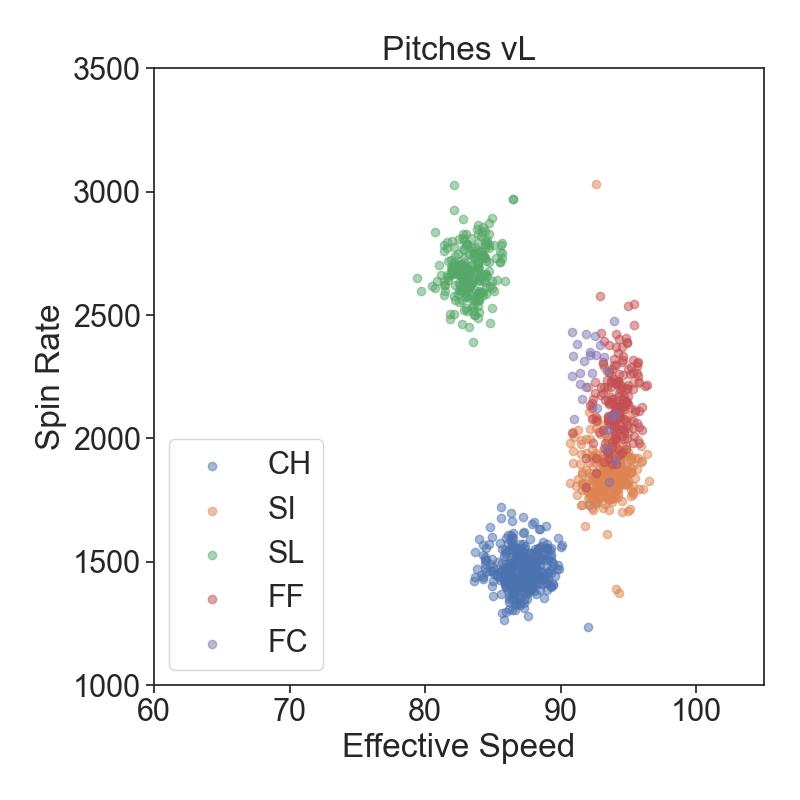 Pitches vL
Spin Rate
3500
3000
2500
2000
1500
1000
CH
SI
SL
FF
FC
60 70 80 90 100
Effective Speed